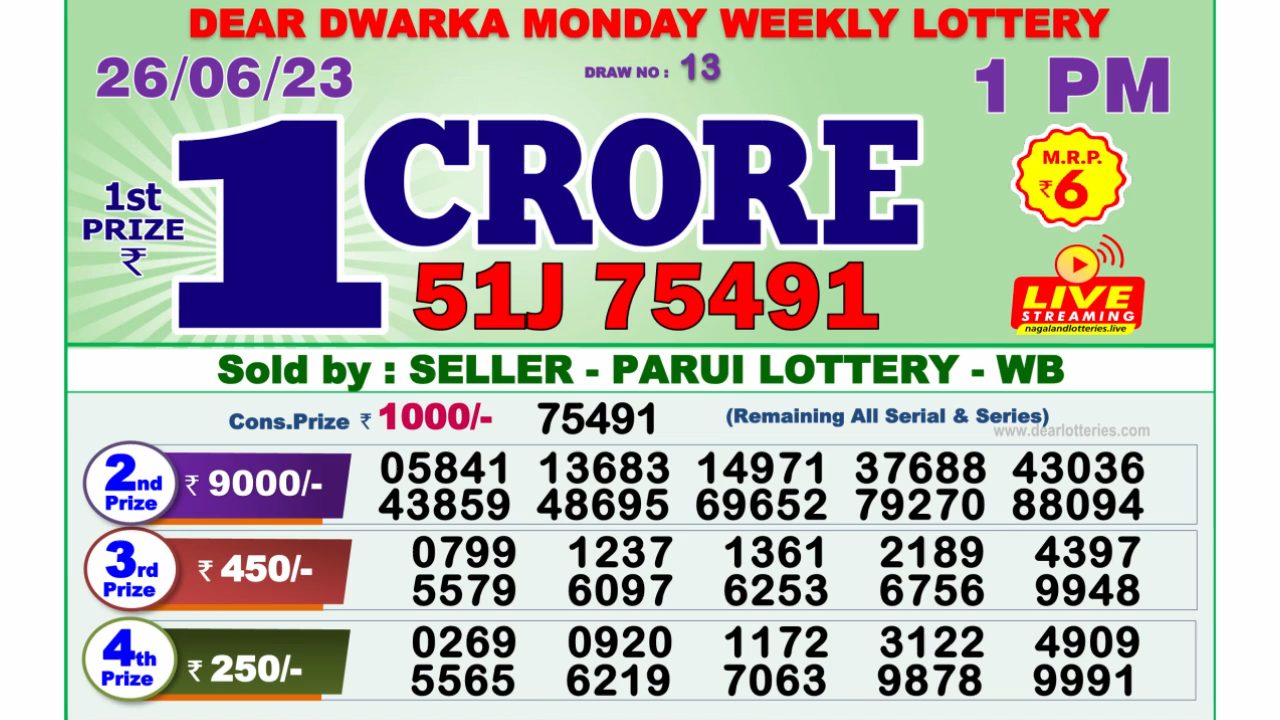 DEAR DWARKA MONDAY WEEKLY LOTTERY
26/06/23 DRAW NO : 13 1 PM
1st PRIZE ₹ 1 CRORE
M.R.P. ₹6
51J 75491
LIVE
STREAMING
nagalandlotteries.live
Sold by : SELLER - PARUI LOTTERY - WB
Cons.Prize ₹ 1000/- 75491 (Remaining All Serial & Series)
www.dearlotteries.com
2nd Prize ₹ 9000/-
05841 13683 14971 37688 43036
43859 48695 69652 79270 88094
3rd Prize ₹ 450/-
0799 1237 1361 2189 4397
5579 6097 6253 6756 9948
4th Prize ₹ 250/-
0269 0920 1172 3122 4909
5565 6219 7063 9878 9991